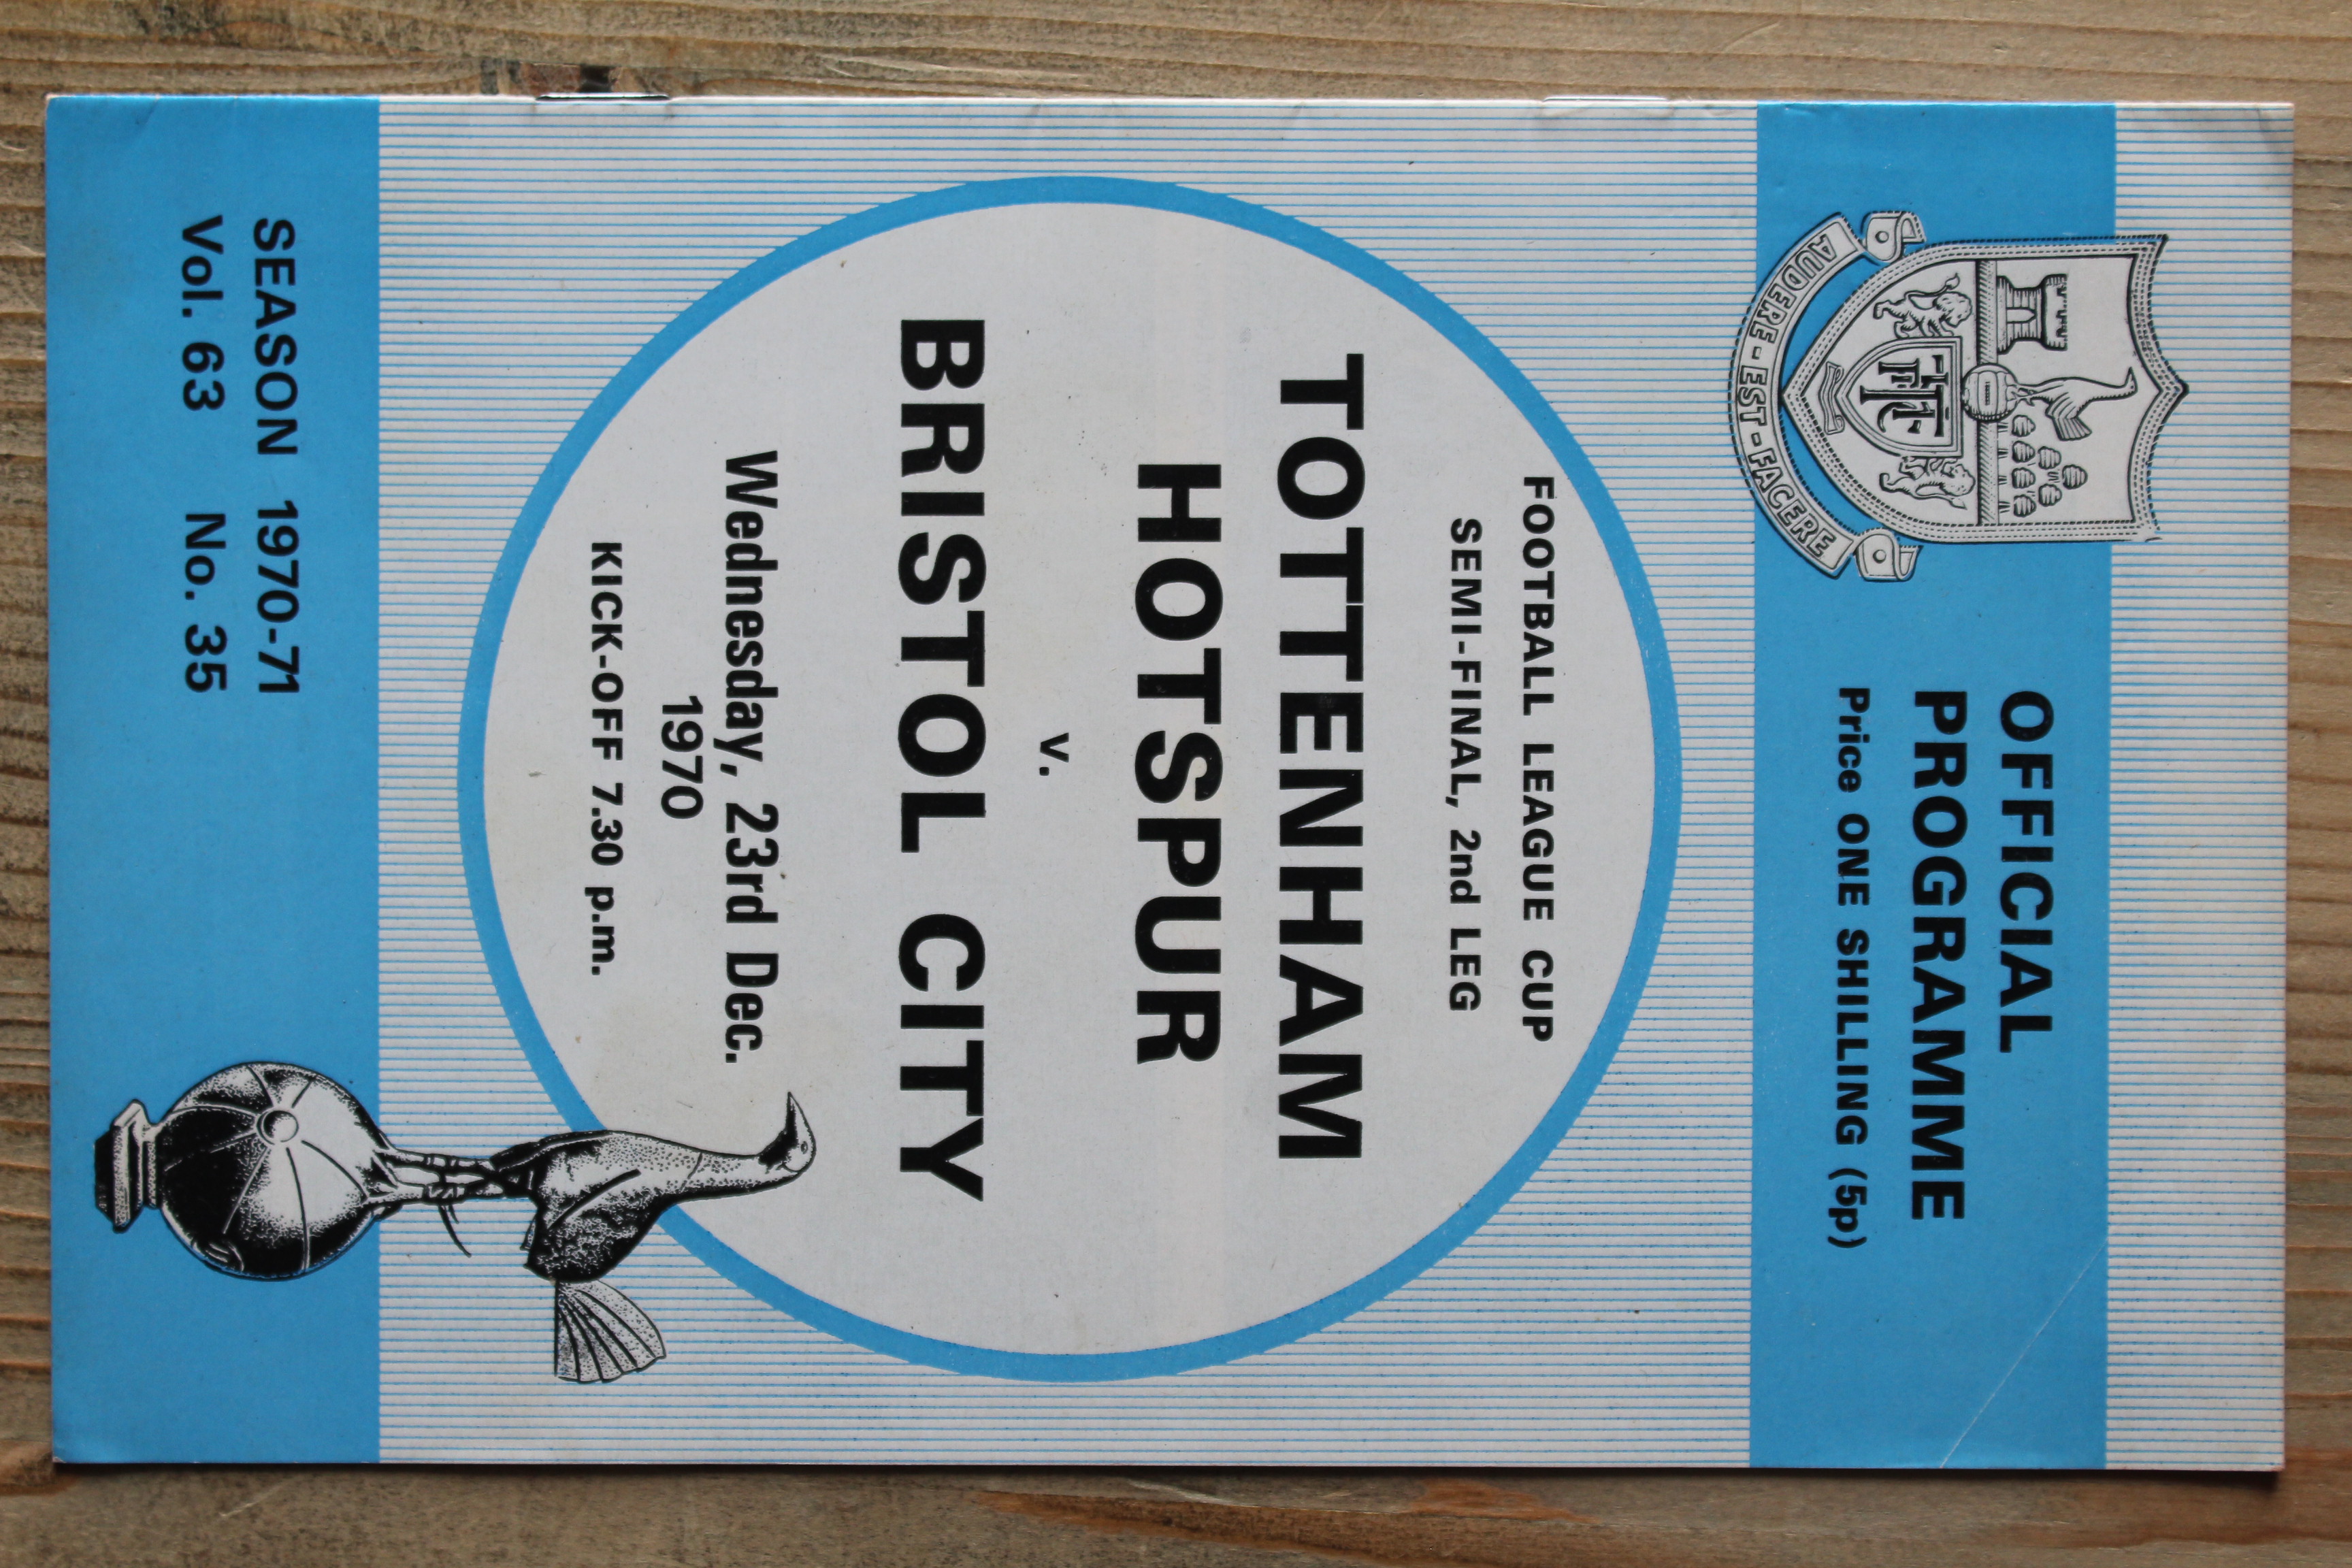 OFFICIAL
PROGRAMME
Price ONE SHILLING (5p)
AUDERE-EST-FACERE
FOOTBALL LEAGUE CUP
SEMI-FINAL, 2nd LEG
TOTTENHAM
HOTSPUR
v.
BRISTOL CITY
Wednesday, 23rd Dec.
1970
KICK-OFF 7.30 p.m.
SEASON 1970-71
Vol. 63 No. 35